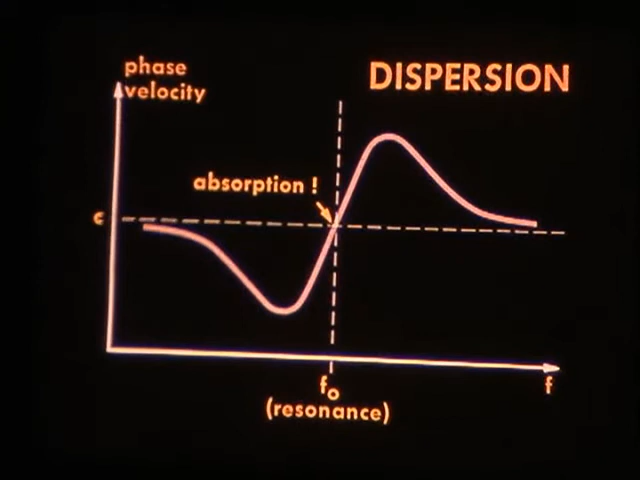 phase
velocity
DISPERSION
absorption !
c
f₀
f
(resonance)